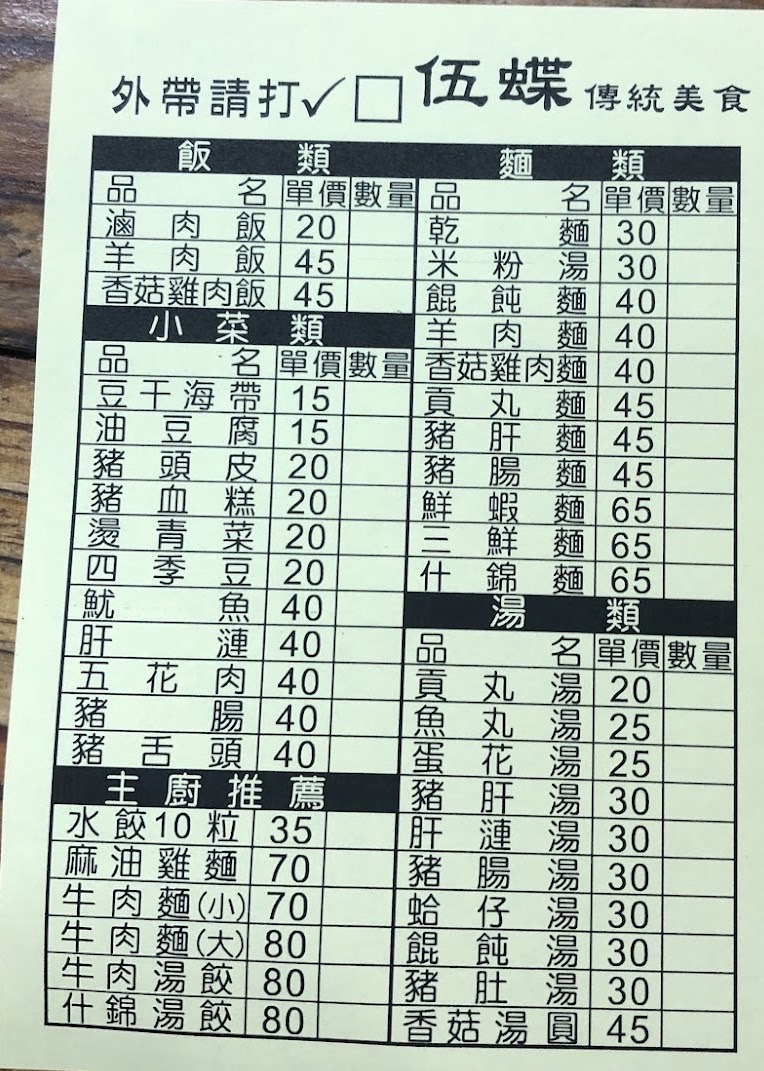 外帶請打✓□伍蝶 傳統美食
飯類
品名 單價 數量
滷肉飯 20
羊肉飯 45
香菇雞肉飯 45
小菜類
品名 單價 數量
豆干海帶 15
油豆腐 15
豬頭皮 20
豬血糕 20
燙青菜 20
四季豆 20
魷魚 40
肝漣 40
五花肉 40
豬腸 40
豬舌頭 40
主廚推薦
水餃10粒 35
麻油雞麵 70
牛肉麵(小) 70
牛肉麵(大) 80
牛肉湯餃 80
什錦湯餃 80
麵類
品名 單價 數量
乾麵 30
米粉湯 30
餛飩麵 40
羊肉麵 40
香菇雞肉麵 40
貢丸麵 45
豬肝麵 45
豬腸麵 45
鮮蝦麵 65
三鮮麵 65
什錦麵 65
湯類
品名 單價 數量
貢丸湯 20
魚丸湯 25
蛋花湯 25
豬肝湯 30
肝漣湯 30
豬腸湯 30
蛤仔湯 30
餛飩湯 30
豬肚湯 30
香菇湯圓 45